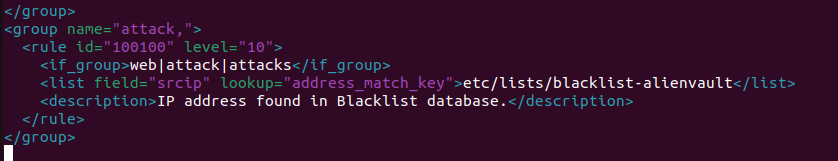 </group>
<group name="attack,">
  <rule id="100100" level="10">
    <if_group>web|attack|attacks</if_group>
    <list field="srcip" lookup="address_match_key">etc/lists/blacklist-alienvault</list>
    <description>IP address found in Blacklist database.</description>
  </rule>
</group>